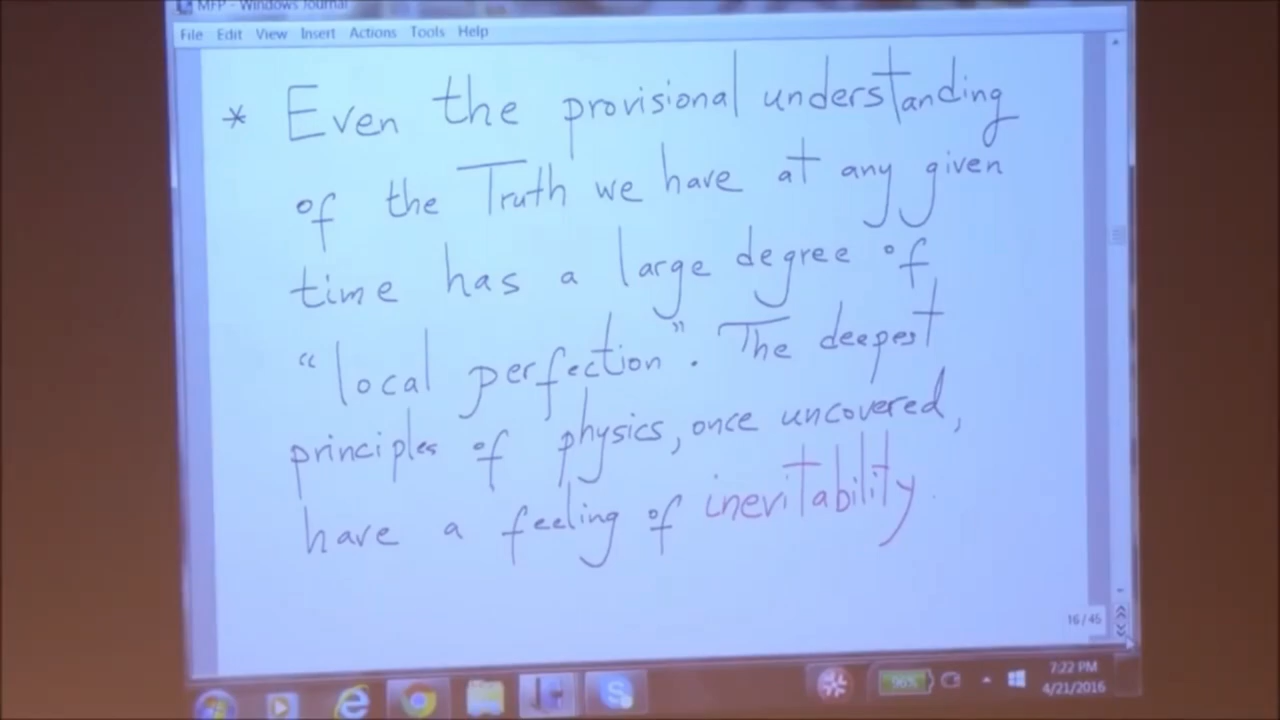 MFP - Windows Journal
File Edit View Insert Actions Tools Help
* Even the provisional understanding
of the Truth we have at any given
time has a large degree of
“local perfection”. The deepest
principles of physics, once uncovered,
have a feeling of inevitability.
16/45
96%
7:22 PM
4/21/2016